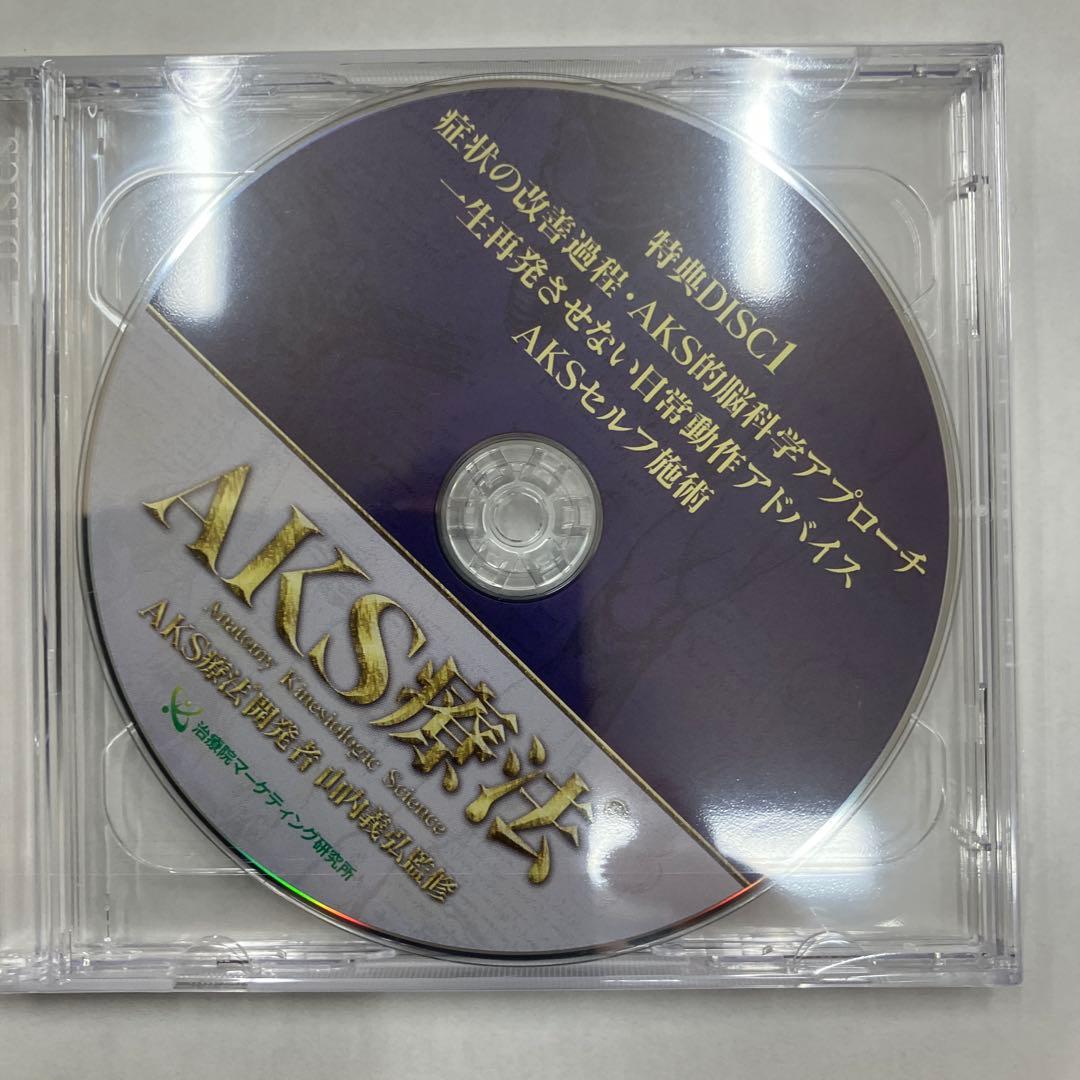 特典DISC1
症状の改善過程・AKS的脳科学アプローチ
一生再発させない日常動作アドバイス
AKSセルフ施術
AKS療法®
Anatomy Kinesiologic Science
AKS療法®開発者 山内義弘監修
治療院マーケティング研究所